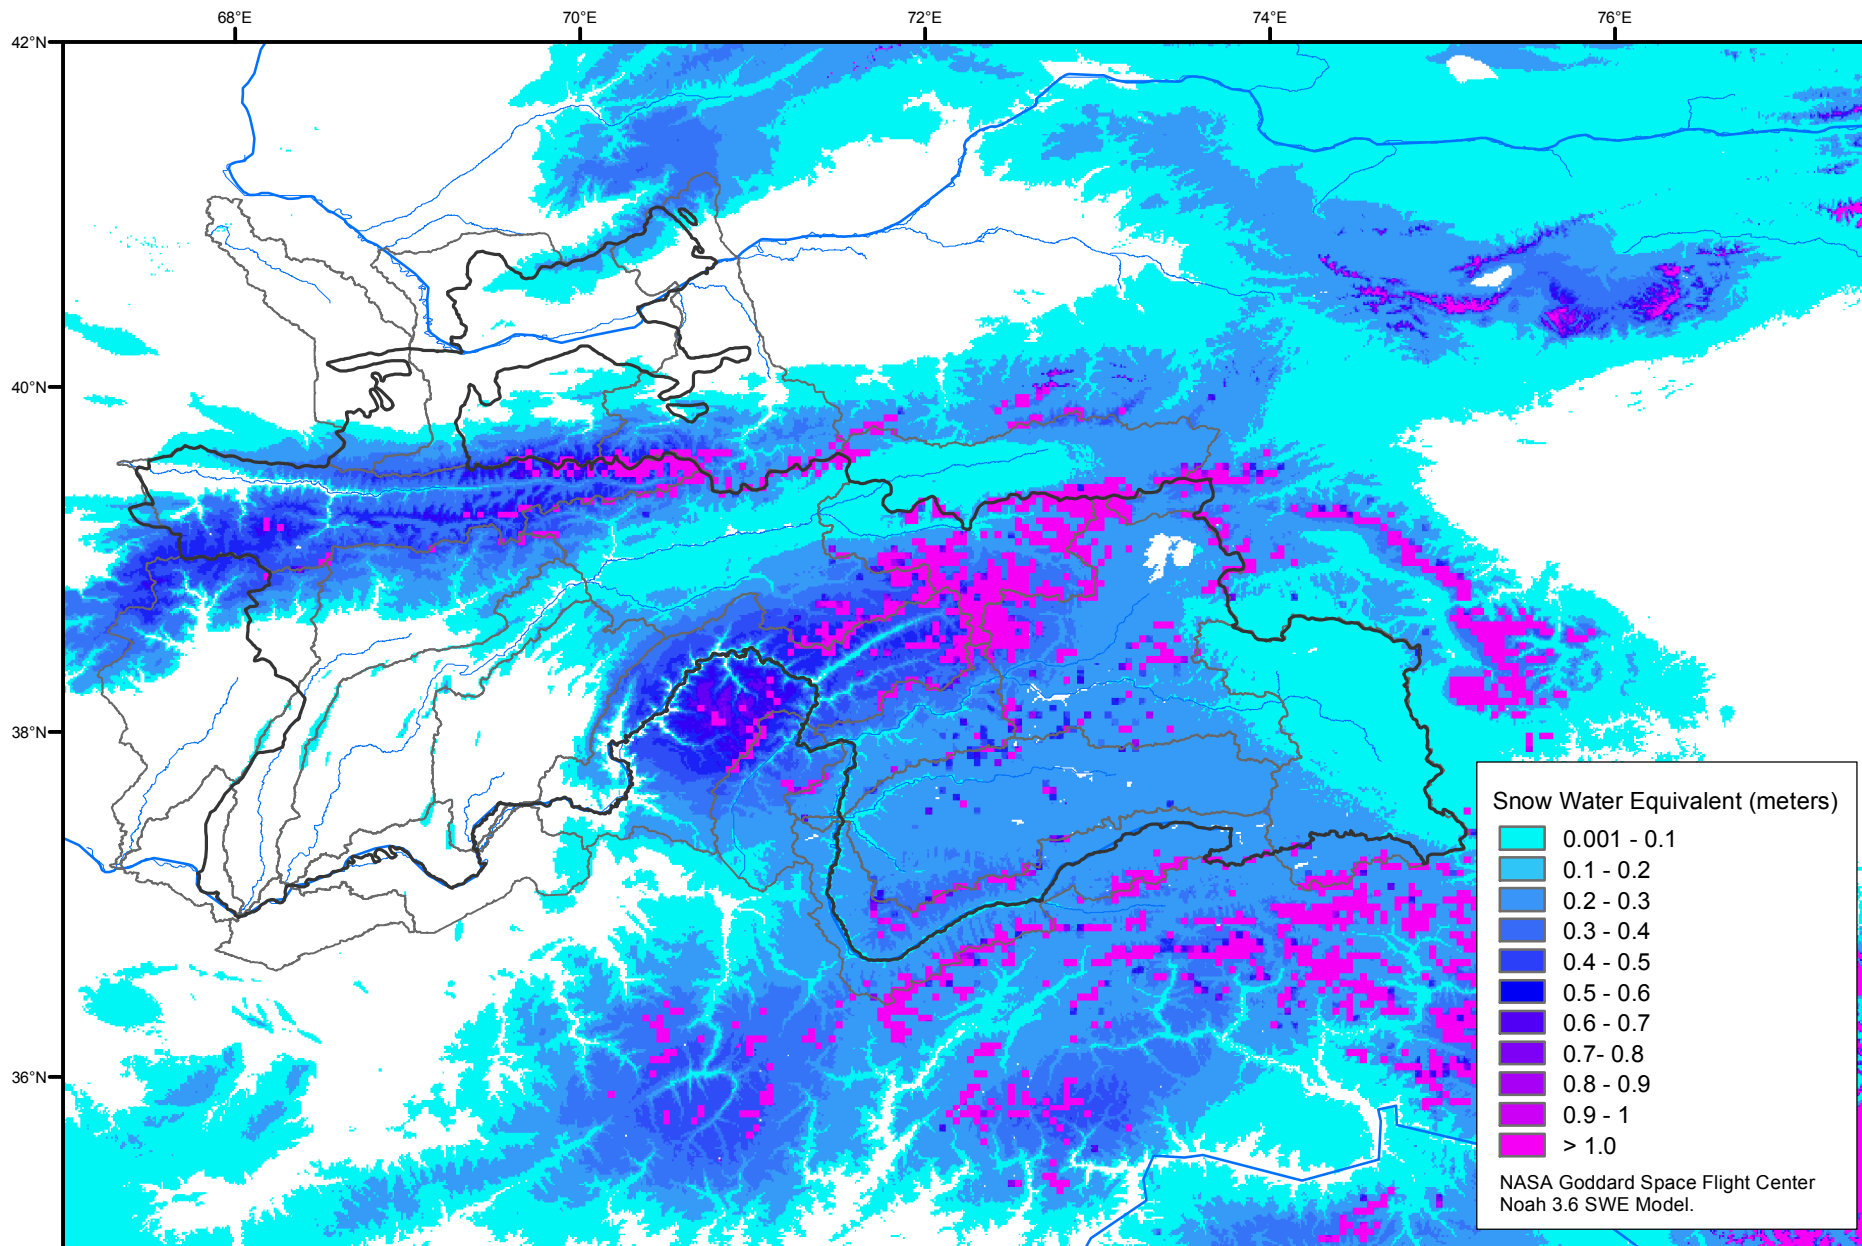 68°E
70°E
72°E
74°E
76°E
42°N
40°N
38°N
36°N
Snow Water Equivalent (meters)
0.001 - 0.1
0.1 - 0.2
0.2 - 0.3
0.3 - 0.4
0.4 - 0.5
0.5 - 0.6
0.6 - 0.7
0.7- 0.8
0.8 - 0.9
0.9 - 1
> 1.0
NASA Goddard Space Flight Center
Noah 3.6 SWE Model.